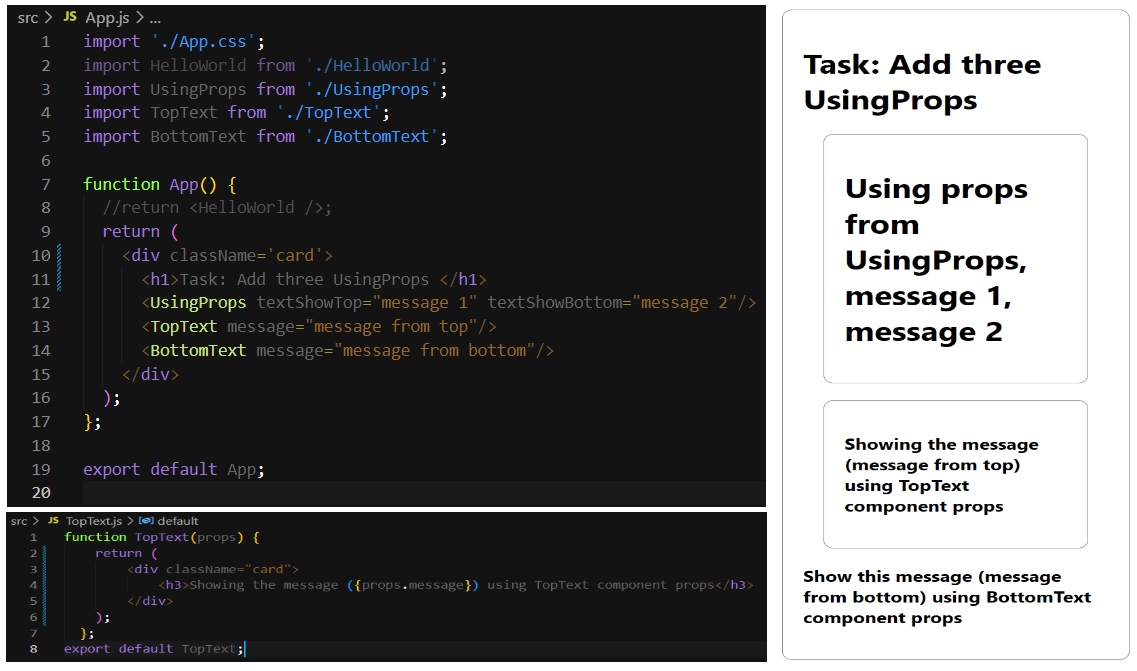 src > JS App.js > ...
1 import './App.css';
2 import HelloWorld from './HelloWorld';
3 import UsingProps from './UsingProps';
4 import TopText from './TopText';
5 import BottomText from './BottomText';
6
7 function App() {
8 //return <HelloWorld />;
9 return (
10 <div className='card'>
11 <h1>Task: Add three UsingProps </h1>
12 <UsingProps textShowTop="message 1" textShowBottom="message 2"/>
13 <TopText message="message from top"/>
14 <BottomText message="message from bottom"/>
15 </div>
16 );
17 };
18
19 export default App;
20
src > JS TopText.js > default
1 function TopText(props) {
2 return (
3 <div className="card">
4 <h3>Showing the message ({props.message}) using TopText component props</h3>
5 </div>
6 );
7 };
8 export default TopText;
Task: Add three
UsingProps
Using props
from
UsingProps,
message 1,
message 2
Showing the message
(message from top)
using TopText
component props
Show this message (message
from bottom) using BottomText
component props